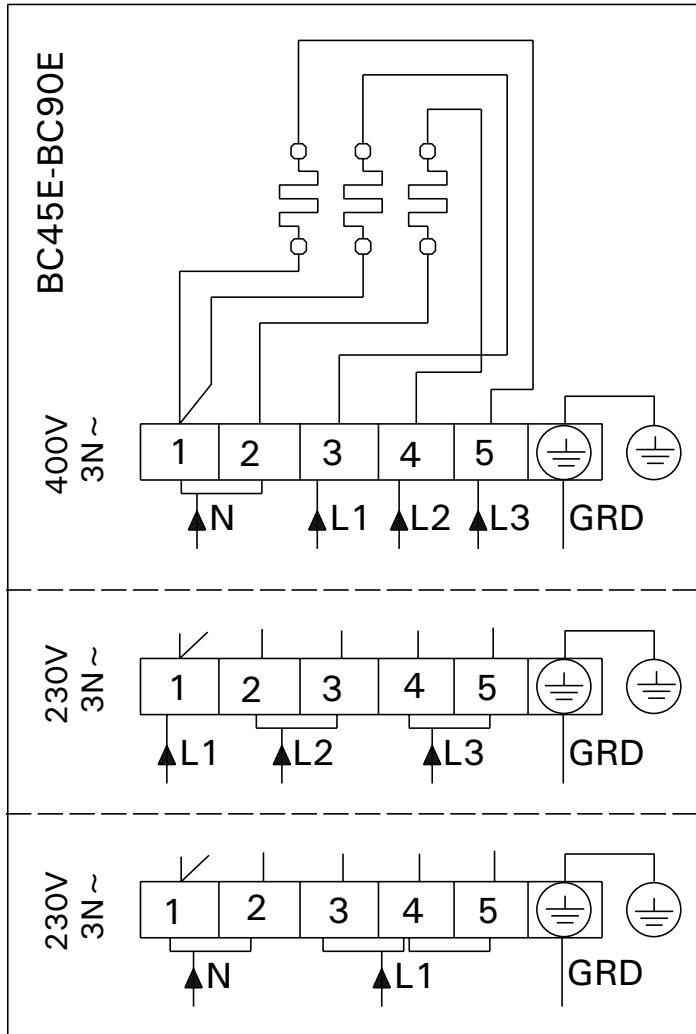 BC45E-BC90E
400V
3N ~
1 2 3 4 5
N L1 L2 L3 GRD
230V
3N ~
1 2 3 4 5
L1 L2 L3 GRD
230V
3N ~
1 2 3 4 5
N L1 GRD